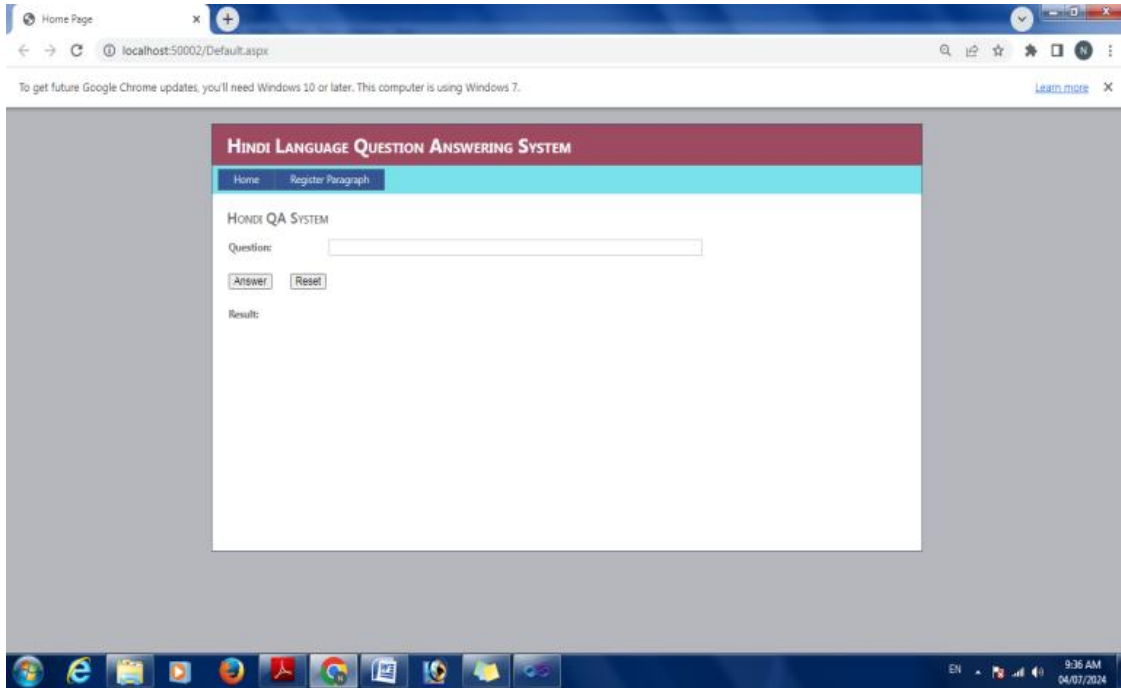 Home Page
localhost:50002/Default.aspx
N
To get future Google Chrome updates, you'll need Windows 10 or later. This computer is using Windows 7.
Learn more
HINDI LANGUAGE QUESTION ANSWERING SYSTEM
Home Register Paragraph
HONDI QA SYSTEM
Question:
Answer Reset
Result:
EN
9:36 AM
04/07/2024